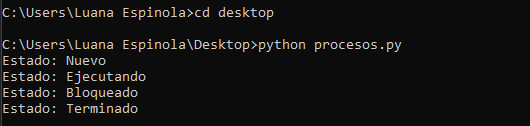 C:\Users\Luana Espinola>cd desktop
C:\Users\Luana Espinola\Desktop>python procesos.py
Estado: Nuevo
Estado: Ejecutando
Estado: Bloqueado
Estado: Terminado